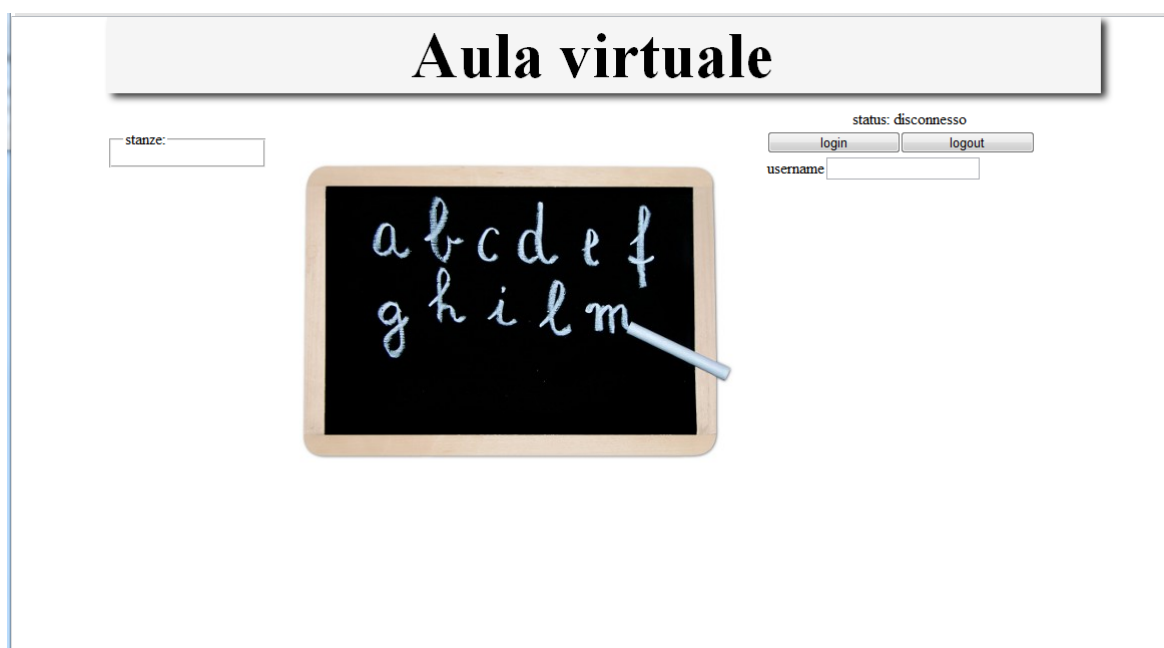 Aula virtuale
status: disconnesso
stanze:
login logout
username
a b c d e f
g h i l m